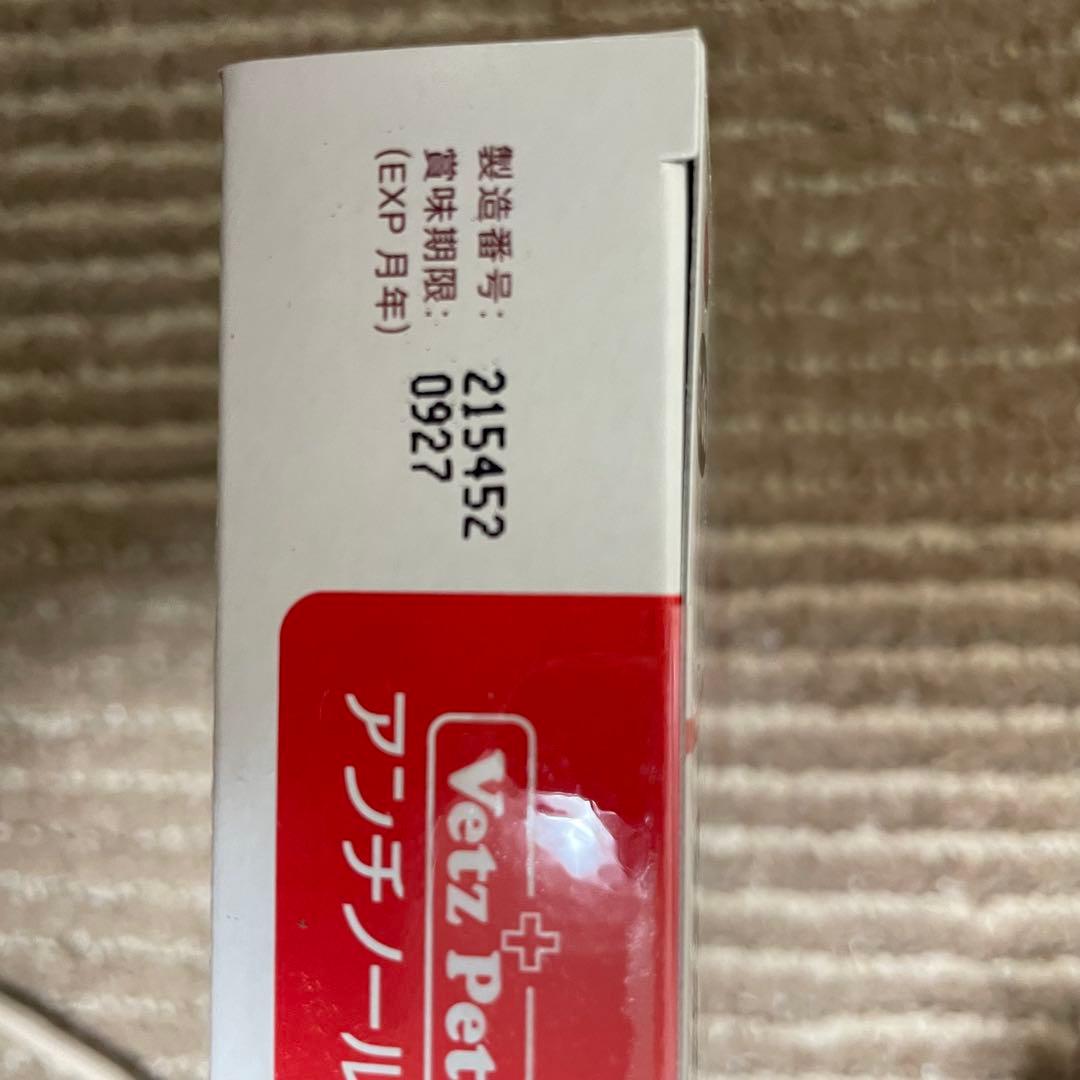 製造番号: 215452
賞味期限: 0927
(EXP 月年)
Vetz Pet
アンチノール